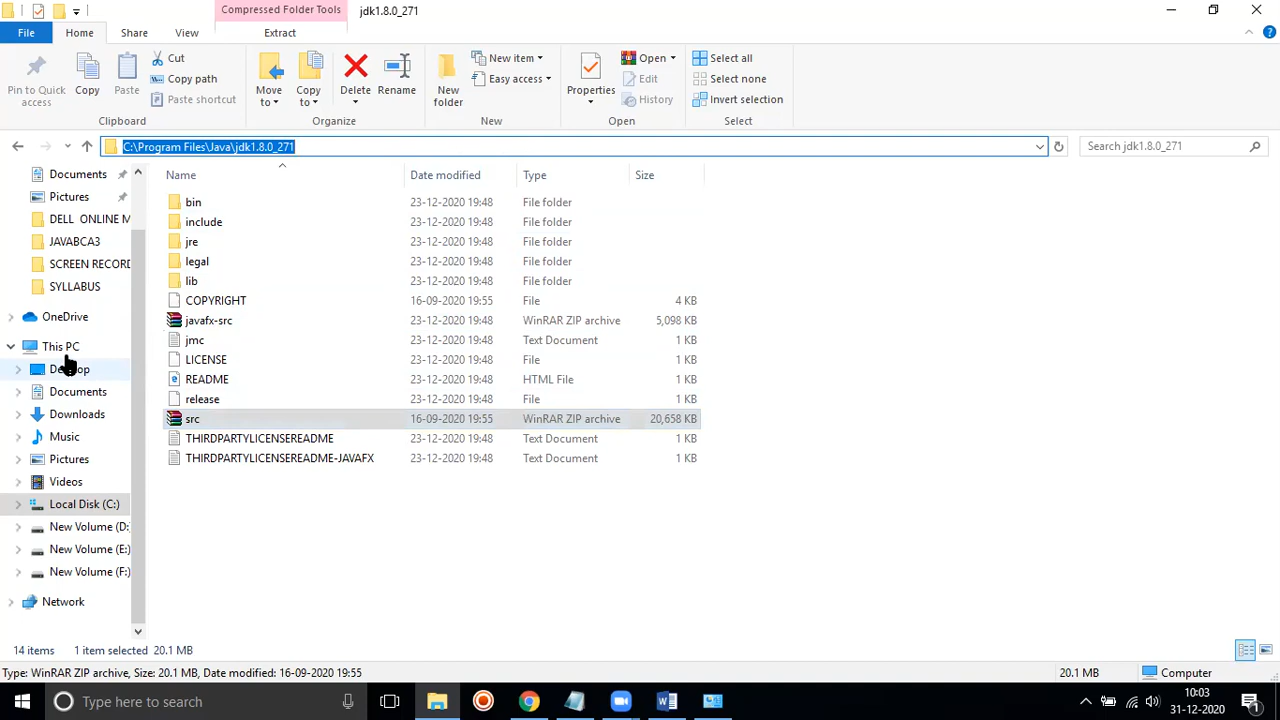 Compressed Folder Tools jdk1.8.0_271
File Home Share View Extract
Pin to Quick access
Copy
Paste
Cut
Copy path
Paste shortcut
Clipboard
Move to
Copy to
Delete
Rename
Organize
New folder
New item
Easy access
New
Properties
Open
Edit
History
Open
Select all
Select none
Invert selection
Select
C:\Program Files\Java\jdk1.8.0_271
Search jdk1.8.0_271
Documents
Pictures
DELL ONLINE M
JAVABCA3
SCREEN RECORD
SYLLABUS
OneDrive
This PC
Documents
Downloads
Music
Pictures
Videos
Local Disk (C:)
New Volume (D:
New Volume (E:)
New Volume (F:)
Network
Name Date modified Type Size
bin 23-12-2020 19:48 File folder
include 23-12-2020 19:48 File folder
jre 23-12-2020 19:48 File folder
legal 23-12-2020 19:48 File folder
lib 23-12-2020 19:48 File folder
COPYRIGHT 16-09-2020 19:55 File 4 KB
javafx-src 23-12-2020 19:48 WinRAR ZIP archive 5,098 KB
jmc 23-12-2020 19:48 Text Document 1 KB
LICENSE 23-12-2020 19:48 File 1 KB
README 23-12-2020 19:48 HTML File 1 KB
release 23-12-2020 19:48 File 1 KB
src 16-09-2020 19:55 WinRAR ZIP archive 20,658 KB
THIRDPARTYLICENSEREADME 23-12-2020 19:48 Text Document 1 KB
THIRDPARTYLICENSEREADME-JAVAFX 23-12-2020 19:48 Text Document 1 KB
14 items 1 item selected 20.1 MB
Type: WinRAR ZIP archive, Size: 20.1 MB, Date modified: 16-09-2020 19:55 20.1 MB Computer
Type here to search
10:03
31-12-2020